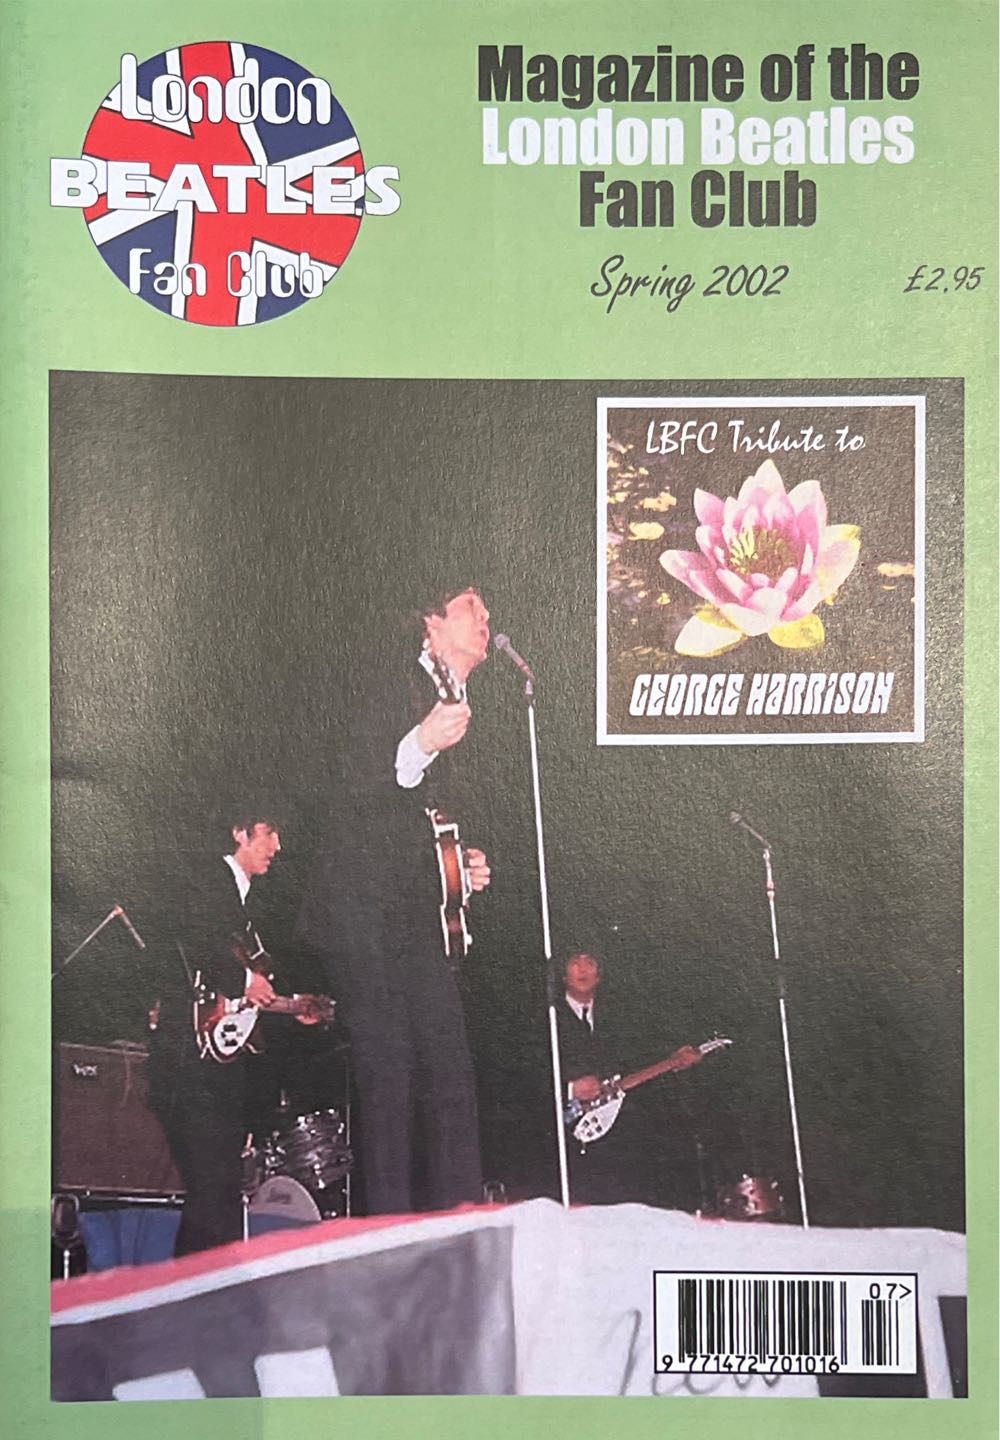 London
BEATLES
Fan Club
Magazine of the
London Beatles
Fan Club
Spring 2002
£2.95
LBFC Tribute to
GEORGE HARRISON
VOX
07>
9 771472 701016